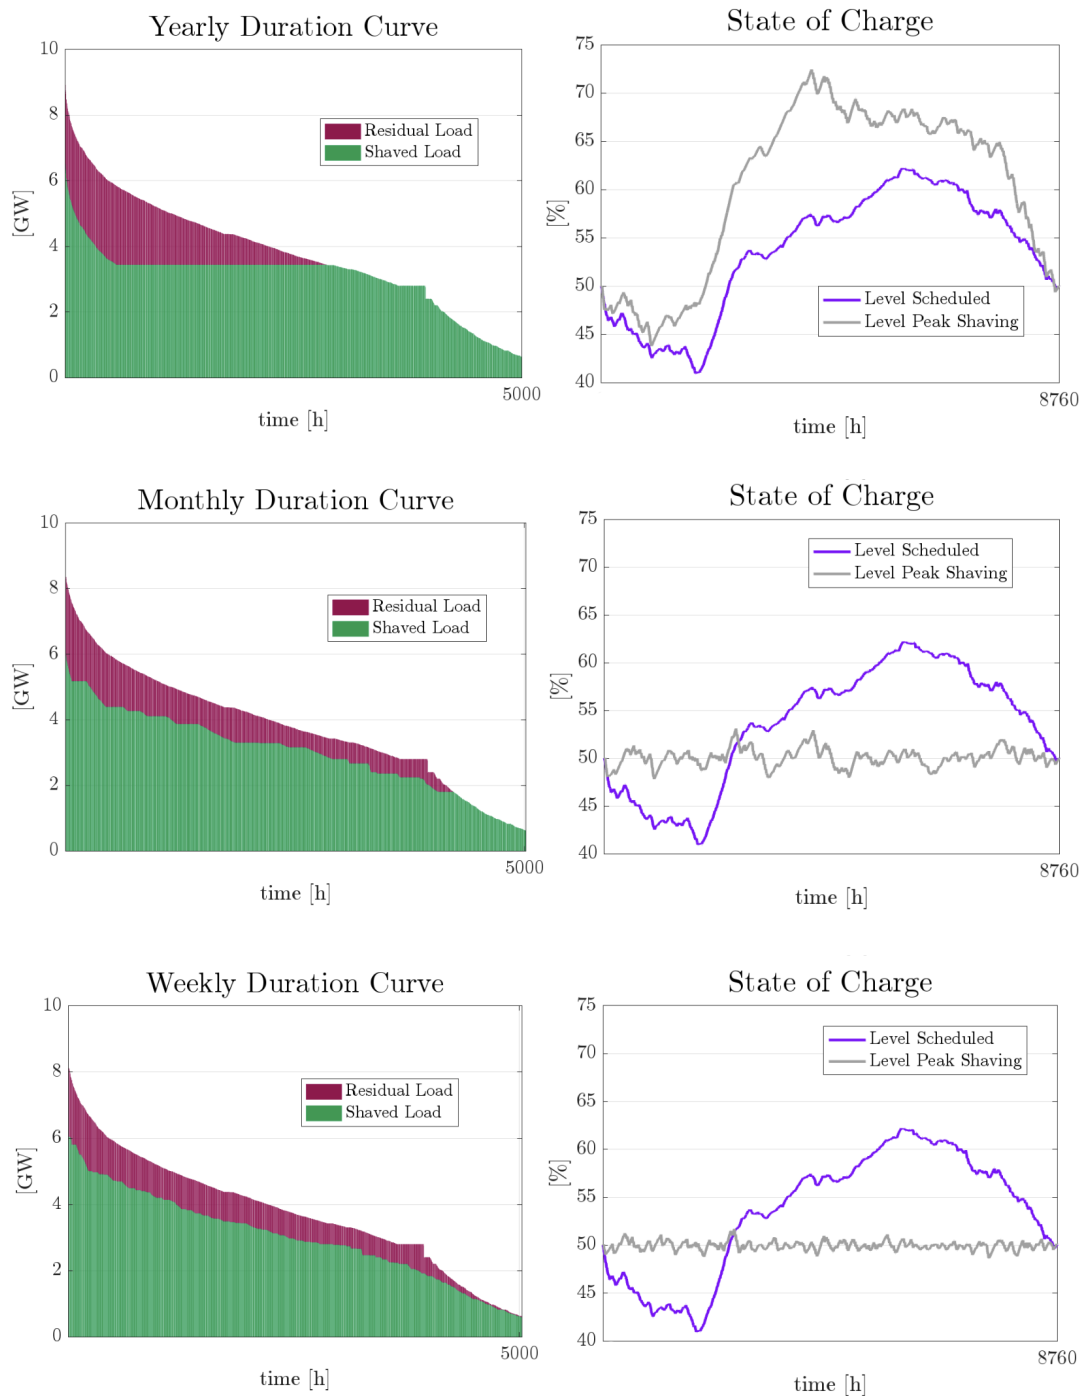 Yearly Duration Curve
10
8
6
4
2
0
[GW]
Residual Load
Shaved Load
5000
time [h]
State of Charge
75
70
65
60
55
50
45
40
[%]
Level Scheduled
Level Peak Shaving
8760
time [h]
Monthly Duration Curve
10
8
6
4
2
0
[GW]
Residual Load
Shaved Load
5000
time [h]
State of Charge
75
70
65
60
55
50
45
40
[%]
Level Scheduled
Level Peak Shaving
8760
time [h]
Weekly Duration Curve
10
8
6
4
2
0
[GW]
Residual Load
Shaved Load
5000
time [h]
State of Charge
75
70
65
60
55
50
45
40
[%]
Level Scheduled
Level Peak Shaving
8760
time [h]